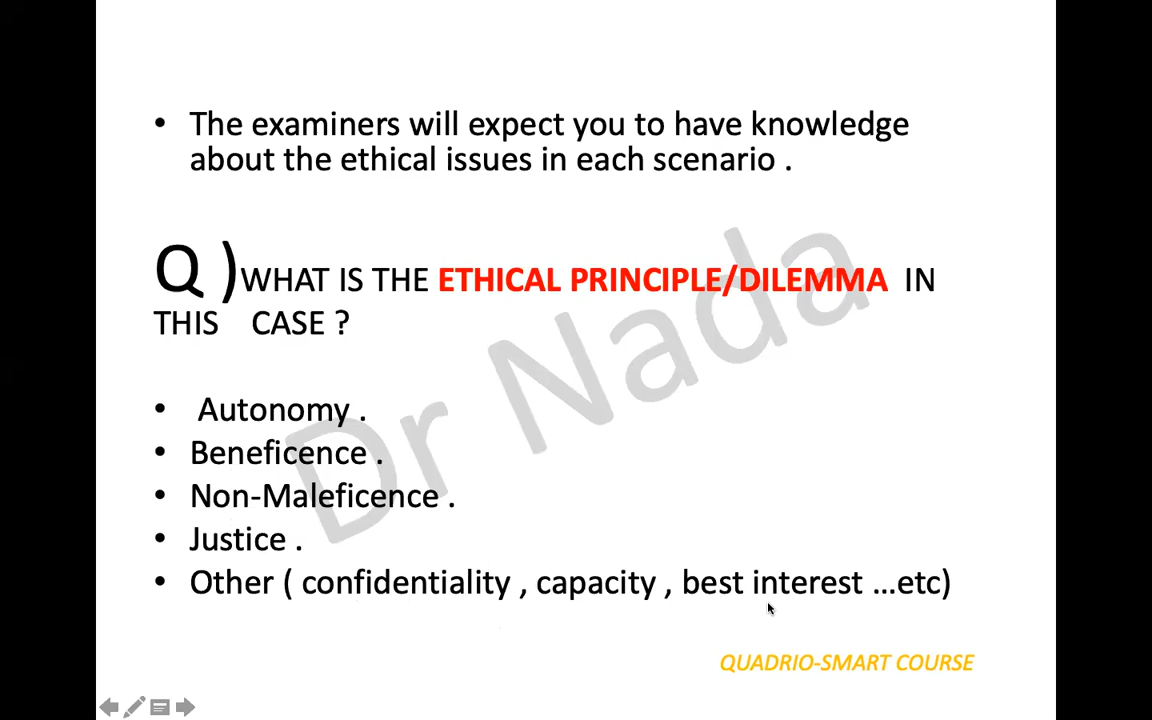 • The examiners will expect you to have knowledge
about the ethical issues in each scenario .
Q )WHAT IS THE ETHICAL PRINCIPLE/DILEMMA IN
THIS CASE ?
• Autonomy .
• Beneficence .
• Non-Maleficence .
• Justice .
• Other ( confidentiality , capacity , best interest ...etc)
Dr Nada
QUADRIO-SMART COURSE